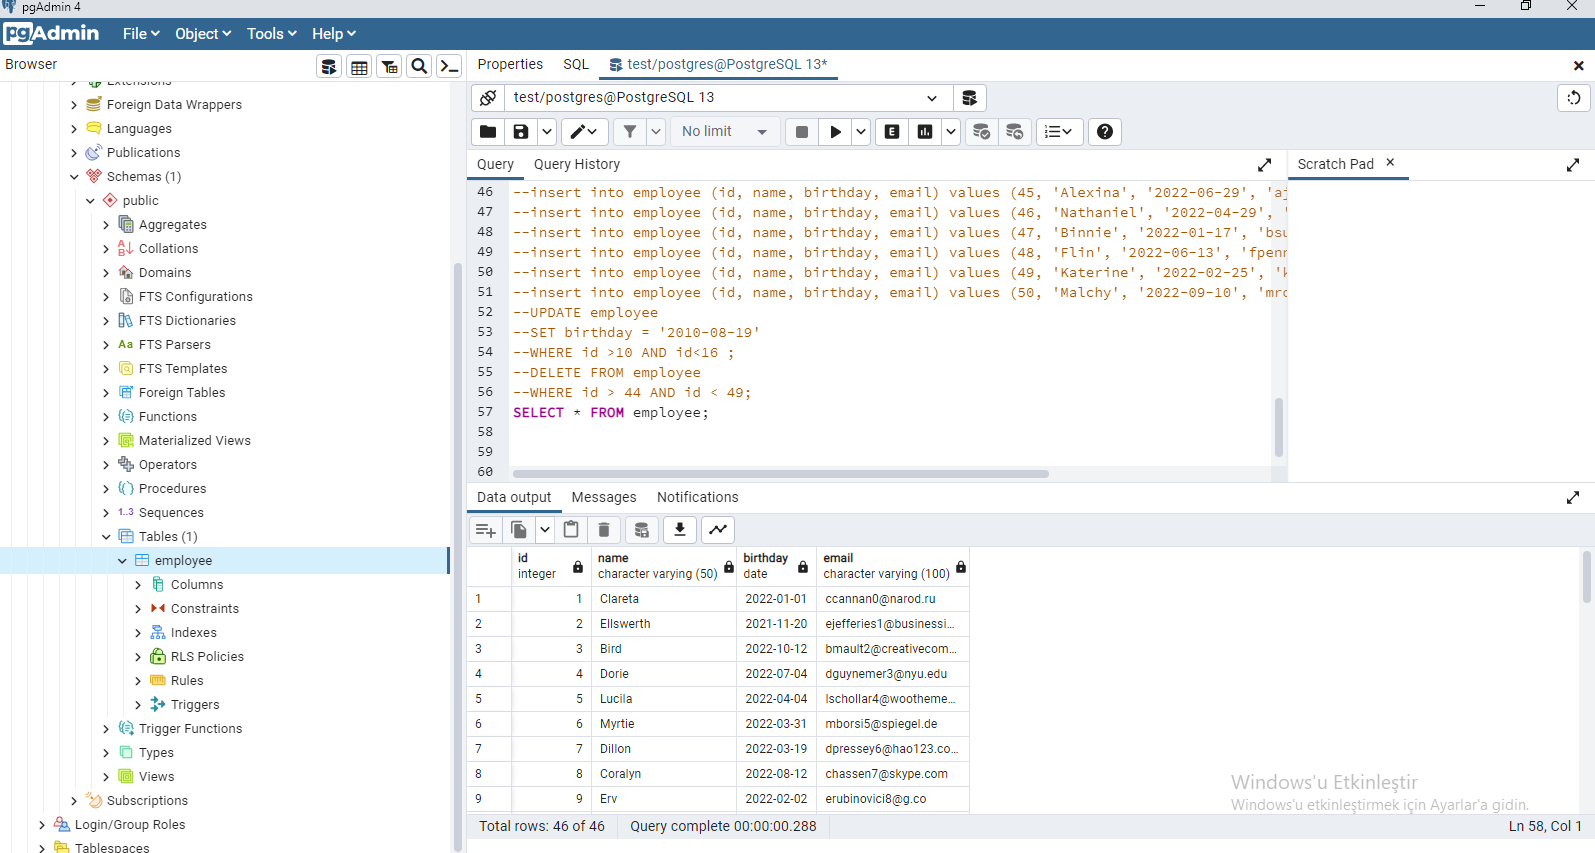 pgAdmin 4
pgAdmin File Object Tools Help
Browser
Properties SQL test/postgres@PostgreSQL 13*
Extensions
Foreign Data Wrappers
Languages
Publications
Schemas (1)
public
Aggregates
Collations
Domains
FTS Configurations
FTS Dictionaries
Aa FTS Parsers
FTS Templates
Foreign Tables
Functions
Materialized Views
Operators
Procedures
1..3 Sequences
Tables (1)
employee
Columns
Constraints
Indexes
RLS Policies
Rules
Triggers
Trigger Functions
Types
Views
Subscriptions
Login/Group Roles
Tablespaces
test/postgres@PostgreSQL 13
No limit E
Query Query History
Scratch Pad
46 --insert into employee (id, name, birthday, email) values (45, 'Alexina', '2022-06-29', 'aj
47 --insert into employee (id, name, birthday, email) values (46, 'Nathaniel', '2022-04-29', '
48 --insert into employee (id, name, birthday, email) values (47, 'Binnie', '2022-01-17', 'bsu
49 --insert into employee (id, name, birthday, email) values (48, 'Flin', '2022-06-13', 'fpenn
50 --insert into employee (id, name, birthday, email) values (49, 'Katerine', '2022-02-25', 'k
51 --insert into employee (id, name, birthday, email) values (50, 'Malchy', '2022-09-10', 'mro
52 --UPDATE employee
53 --SET birthday = '2010-08-19'
54 --WHERE id >10 AND id<16 ;
55 --DELETE FROM employee
56 --WHERE id > 44 AND id < 49;
57 SELECT * FROM employee;
58
59
60
Data output Messages Notifications
id name birthday email
integer character varying (50) date character varying (100)
1 1 Clareta 2022-01-01 ccannan0@narod.ru
2 2 Ellswerth 2021-11-20 ejefferies1@businessi...
3 3 Bird 2022-10-12 bmault2@creativecom...
4 4 Dorie 2022-07-04 dguynemer3@nyu.edu
5 5 Lucila 2022-04-04 lschollar4@wootheme...
6 6 Myrtie 2022-03-31 mborsi5@spiegel.de
7 7 Dillon 2022-03-19 dpressey6@hao123.co...
8 8 Coralyn 2022-08-12 chassen7@skype.com
9 9 Erv 2022-02-02 erubinovici8@g.co
Windows'u Etkinleştir
Windows'u etkinleştirmek için Ayarlar'a gidin.
Total rows: 46 of 46 Query complete 00:00:00.288 Ln 58, Col 1